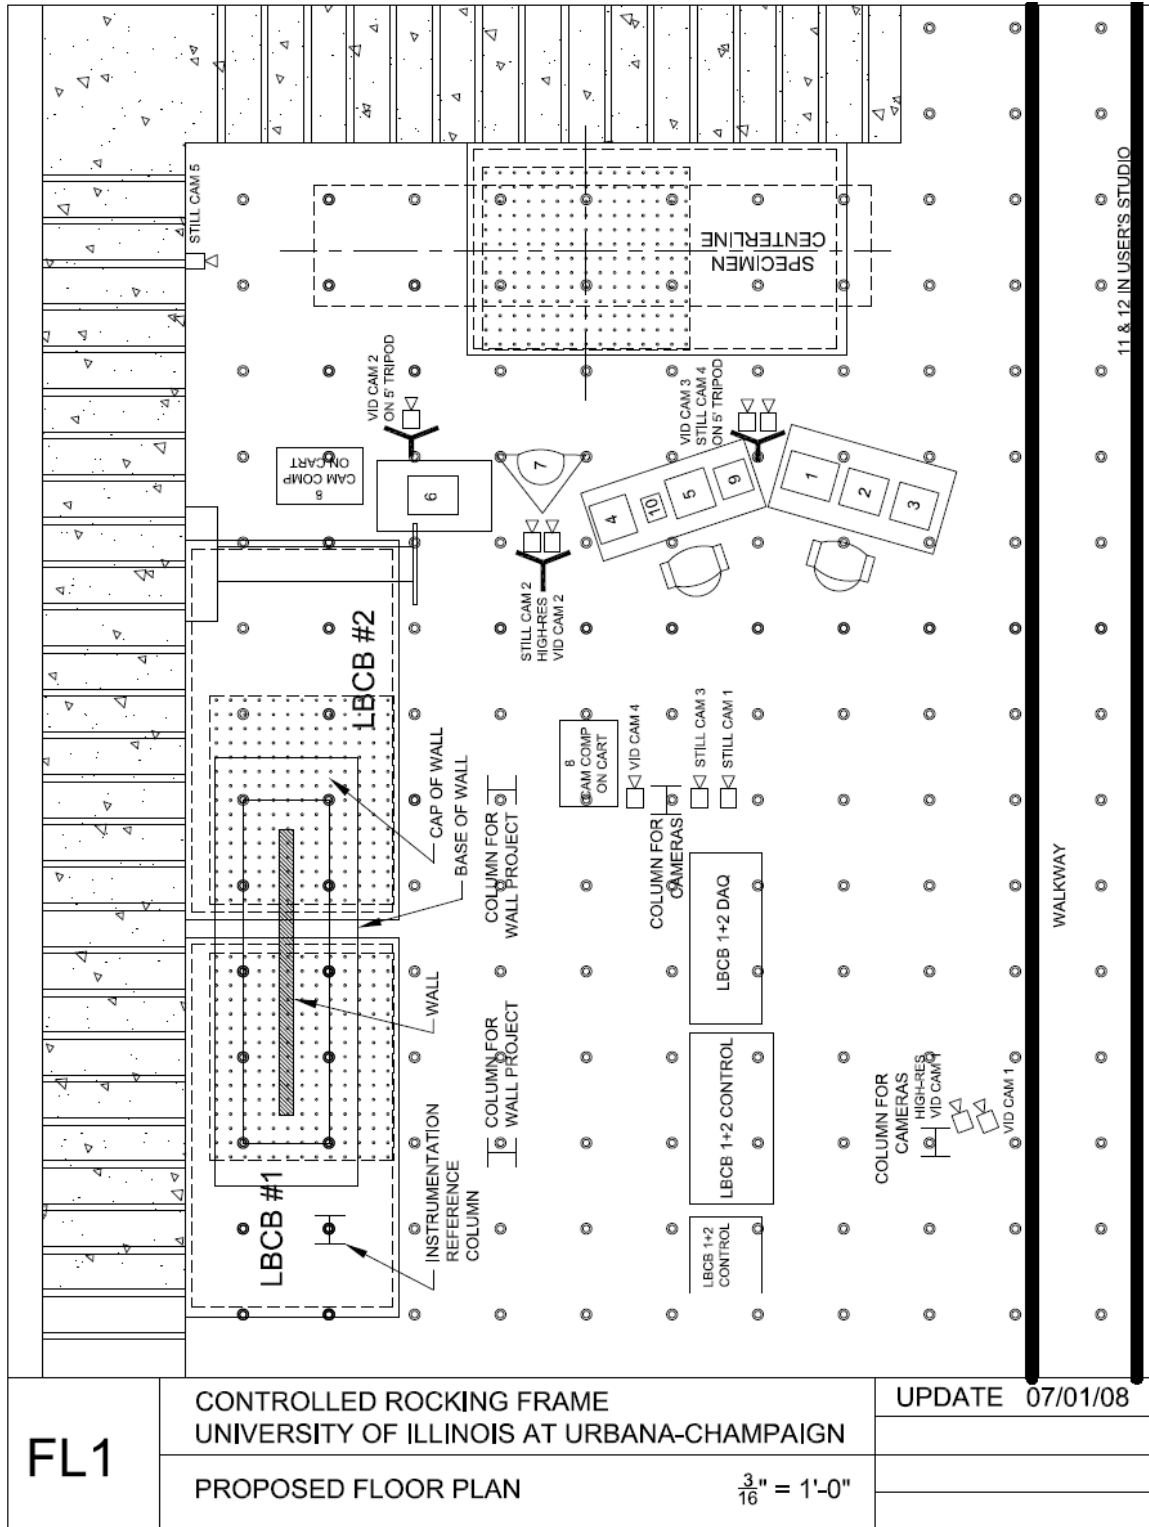 STILL CAM 5
SPECIMEN
CENTERLINE
11 & 12 IN USER'S STUDIO
VID CAM 2
ON 5' TRIPOD
VID CAM 3
STILL CAM 4
ON 5' TRIPOD
8
CAM COMP
ON CART
6
7
4
10
5
9
1
2
3
STILL CAM 2
HIGH-RES
VID CAM 2
LBCB #2
8
CAM COMP
ON CART
VID CAM 4
STILL CAM 3
STILL CAM 1
CAP OF WALL
BASE OF WALL
COLUMN FOR
WALL PROJECT
COLUMN FOR
CAMERAS
LBCB 1+2 DAQ
WALKWAY
WALL
COLUMN FOR
WALL PROJECT
LBCB 1+2 CONTROL
COLUMN FOR
CAMERAS
HIGH-RES
VID CAM 1
VID CAM 1
LBCB #1
INSTRUMENTATION
REFERENCE
COLUMN
LBCB 1+2
CONTROL
FL1
CONTROLLED ROCKING FRAME
UNIVERSITY OF ILLINOIS AT URBANA-CHAMPAIGN
PROPOSED FLOOR PLAN 3/16" = 1'-0"
UPDATE 07/01/08